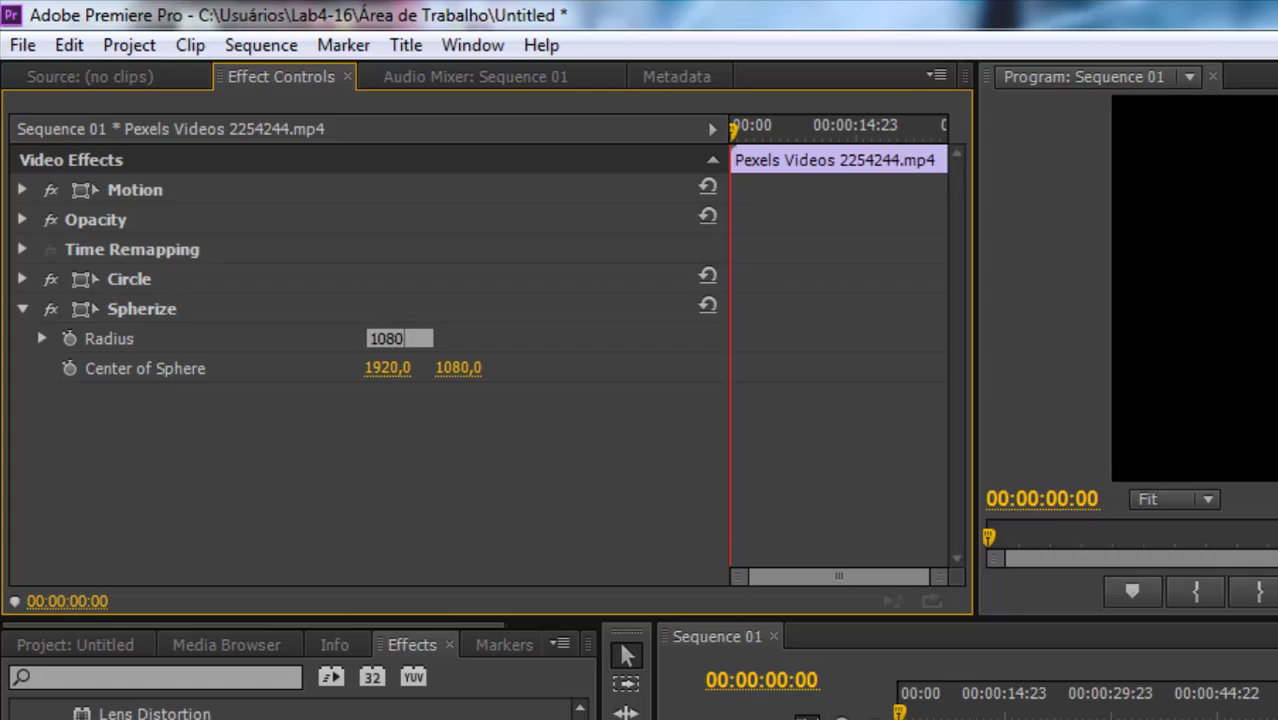 Pr Adobe Premiere Pro - C:\Usuários\Lab4-16\Área de Trabalho\Untitled *
File Edit Project Clip Sequence Marker Title Window Help
Source: (no clips) Effect Controls × Audio Mixer: Sequence 01 Metadata Program: Sequence 01 ×
Sequence 01 * Pexels Videos 2254244.mp4 00:00 00:00:14:23
Video Effects Pexels Videos 2254244.mp4
fx Motion
fx Opacity
fx Time Remapping
fx Circle
fx Spherize
Radius 1080
Center of Sphere 1920,0 1080,0
00:00:00:00 Fit
00:00:00:00
Project: Untitled Media Browser Info Effects × Markers Sequence 01 ×
32 YUV 00:00:00:00
00:00 00:00:14:23 00:00:29:23 00:00:44:22
Lens Distortion